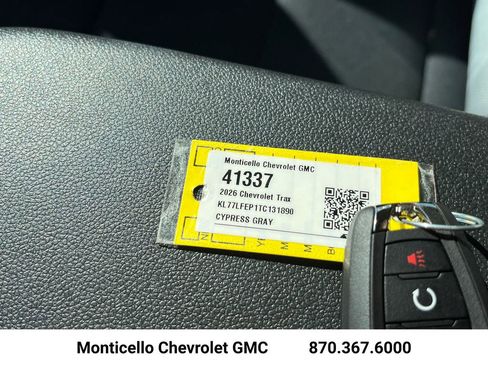 Monticello Chevrolet GMC
41337
2026 Chevrolet Trax
KL77LFEP1TC131890
CYPRESS GRAY
Monticello Chevrolet GMC 870.367.6000